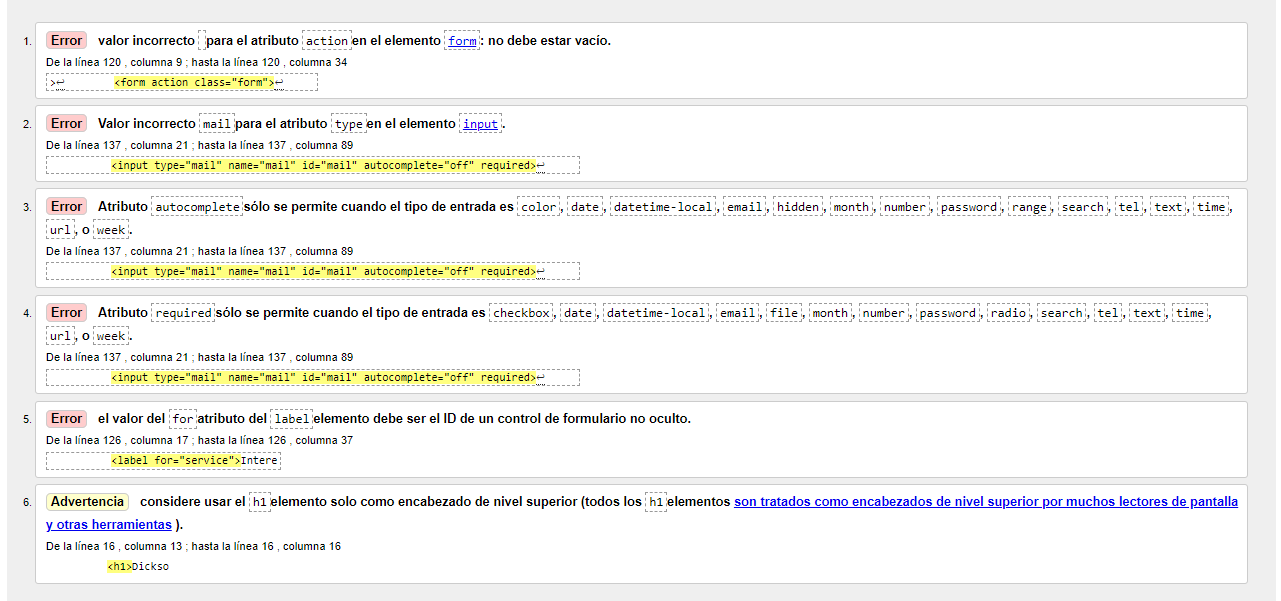 1. Error valor incorrecto para el atributo action en el elemento form: no debe estar vacío.
De la línea 120 , columna 9 ; hasta la línea 120 , columna 34
>↩ <form action class="form">↩
2. Error Valor incorrecto mail para el atributo type en el elemento input.
De la línea 137 , columna 21 ; hasta la línea 137 , columna 89
<input type="mail" name="mail" id="mail" autocomplete="off" required>↩
3. Error Atributo autocomplete sólo se permite cuando el tipo de entrada es color, date, datetime-local, email, hidden, month, number, password, range, search, tel, text, time,
url, o week.
De la línea 137 , columna 21 ; hasta la línea 137 , columna 89
<input type="mail" name="mail" id="mail" autocomplete="off" required>↩
4. Error Atributo required sólo se permite cuando el tipo de entrada es checkbox, date, datetime-local, email, file, month, number, password, radio, search, tel, text, time,
url, o week.
De la línea 137 , columna 21 ; hasta la línea 137 , columna 89
<input type="mail" name="mail" id="mail" autocomplete="off" required>↩
5. Error el valor del for atributo del label elemento debe ser el ID de un control de formulario no oculto.
De la línea 126 , columna 17 ; hasta la línea 126 , columna 37
<label for="service">Intere
6. Advertencia considere usar el h1 elemento solo como encabezado de nivel superior (todos los h1 elementos son tratados como encabezados de nivel superior por muchos lectores de pantalla
y otras herramientas ).
De la línea 16 , columna 13 ; hasta la línea 16 , columna 16
<h1>Dickso